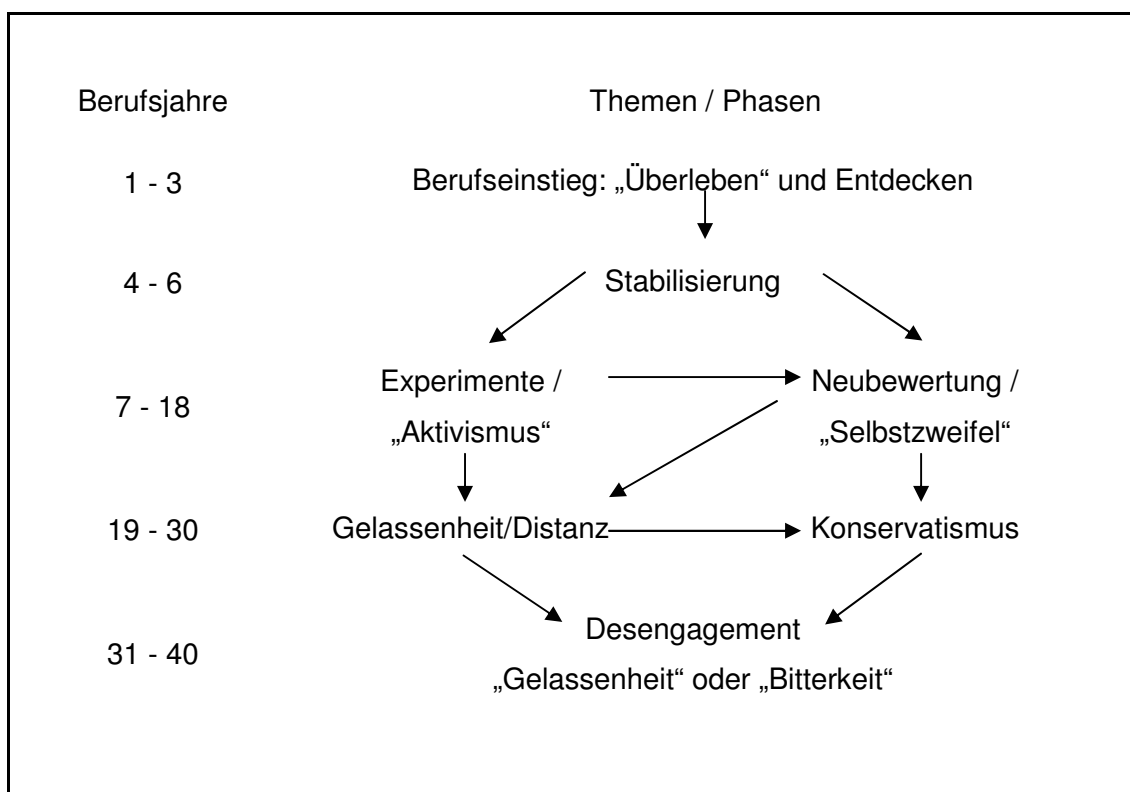 Berufsjahre Themen / Phasen
1 - 3 Berufseinstieg: „Überleben“ und Entdecken
4 - 6 Stabilisierung
Experimente / Neubewertung /
7 - 18
„Aktivismus“ „Selbstzweifel“
19 - 30 Gelassenheit/Distanz Konservatismus
Desengagement
31 - 40
„Gelassenheit“ oder „Bitterkeit“